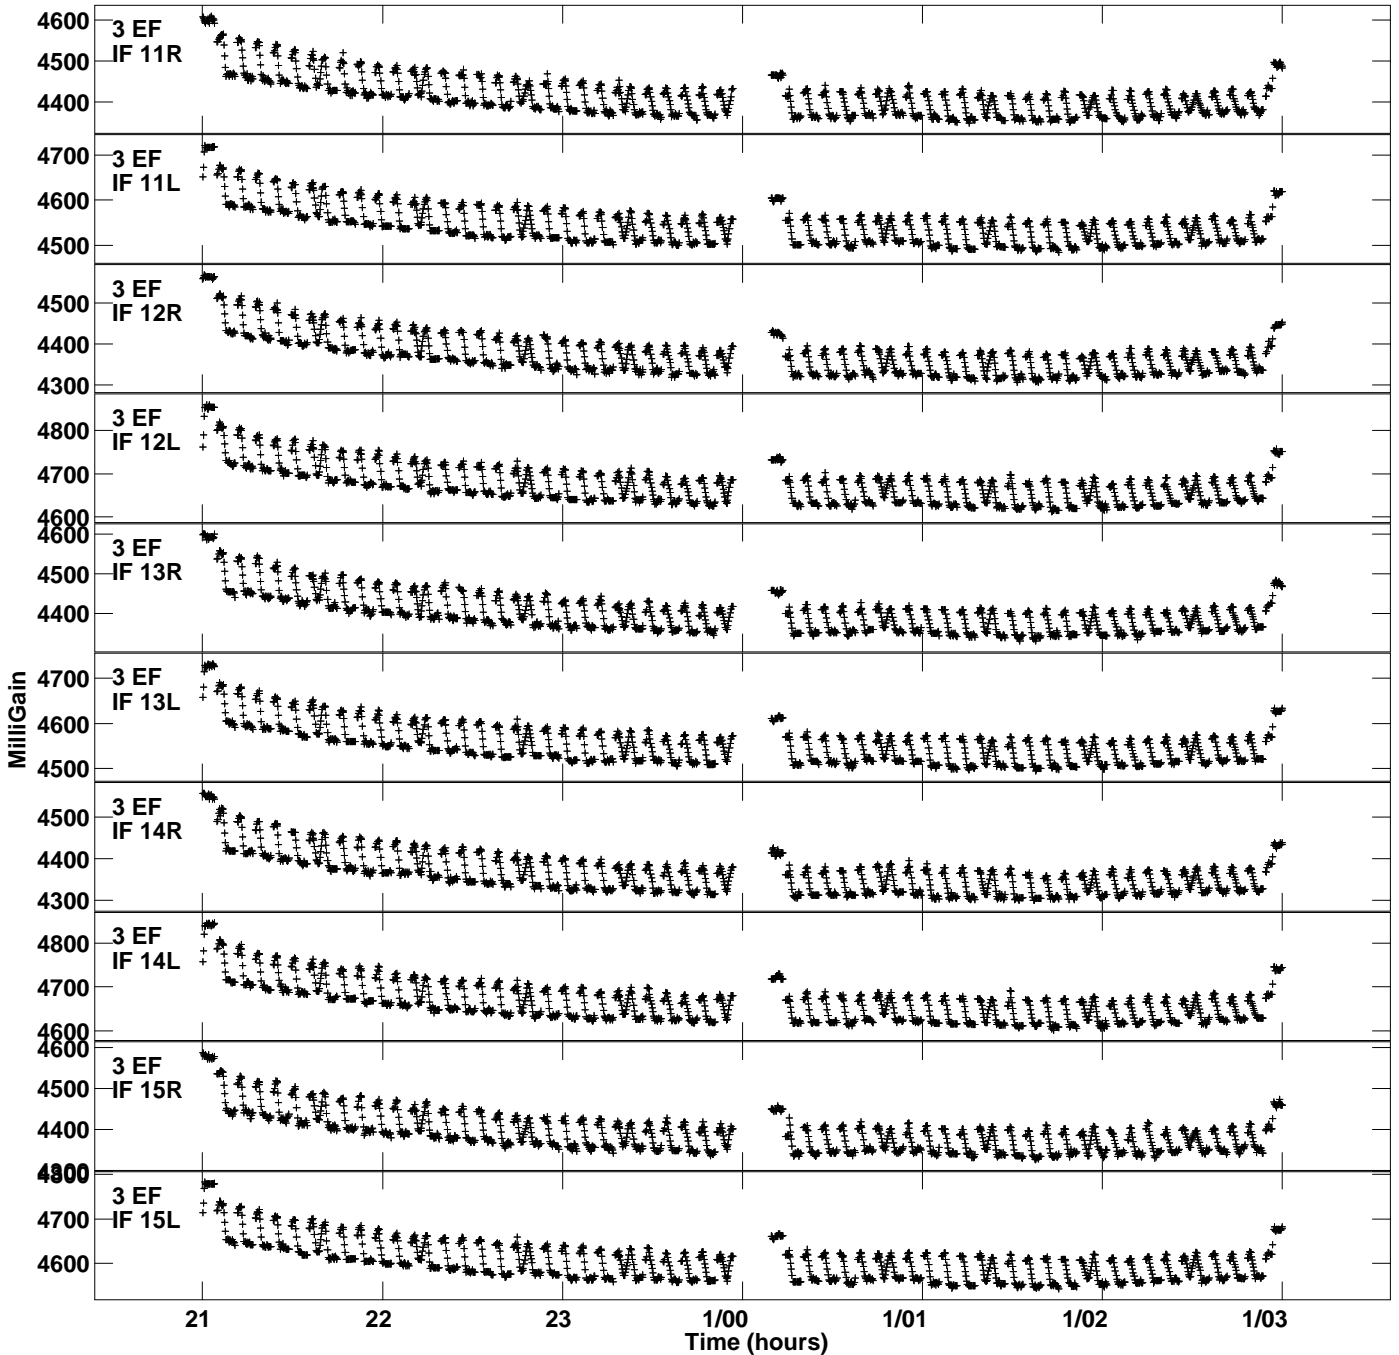 4600
4500
4400
3 EF
IF 11R
4700
4600
4500
3 EF
IF 11L
4500
4400
4300
3 EF
IF 12R
4800
4700
4600
3 EF
IF 12L
4600
4500
4400
3 EF
IF 13R
4700
4600
4500
3 EF
IF 13L
4500
4400
4300
3 EF
IF 14R
4800
4700
4600
3 EF
IF 14L
4600
4500
4400
3 EF
IF 15R
4700
4600
3 EF
IF 15L
MilliGain
21 22 23 1/00 1/01 1/02 1/03
Time (hours)